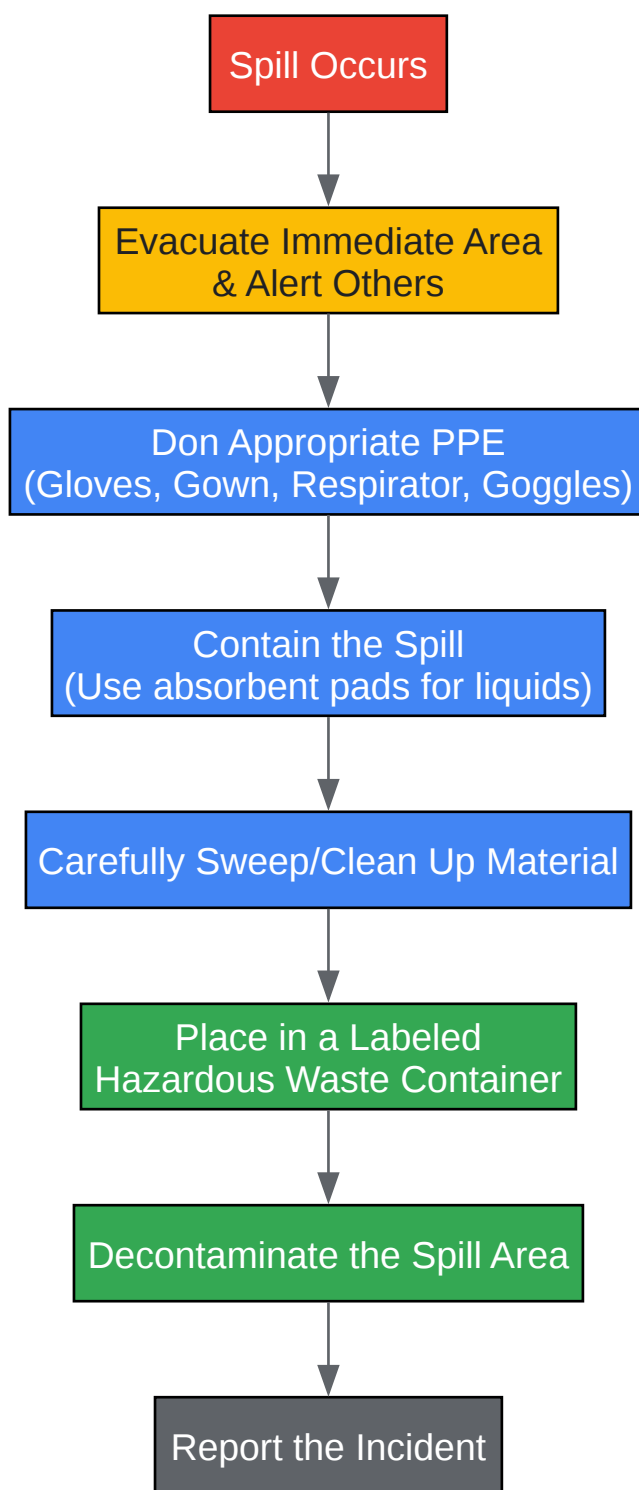 Spill Occurs
Evacuate Immediate Area
& Alert Others
Don Appropriate PPE
(Gloves, Gown, Respirator, Goggles)
Contain the Spill
(Use absorbent pads for liquids)
Carefully Sweep/Clean Up Material
Place in a Labeled
Hazardous Waste Container
Decontaminate the Spill Area
Report the Incident